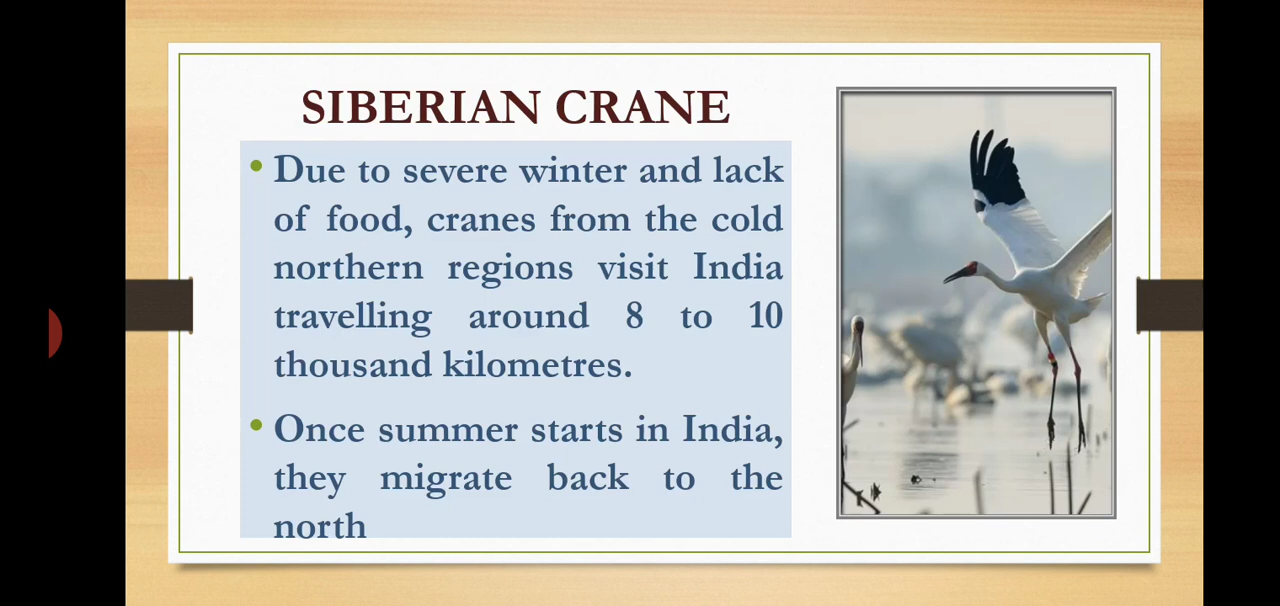 SIBERIAN CRANE
• Due to severe winter and lack
of food, cranes from the cold
northern regions visit India
travelling around 8 to 10
thousand kilometres.
• Once summer starts in India,
they migrate back to the
north